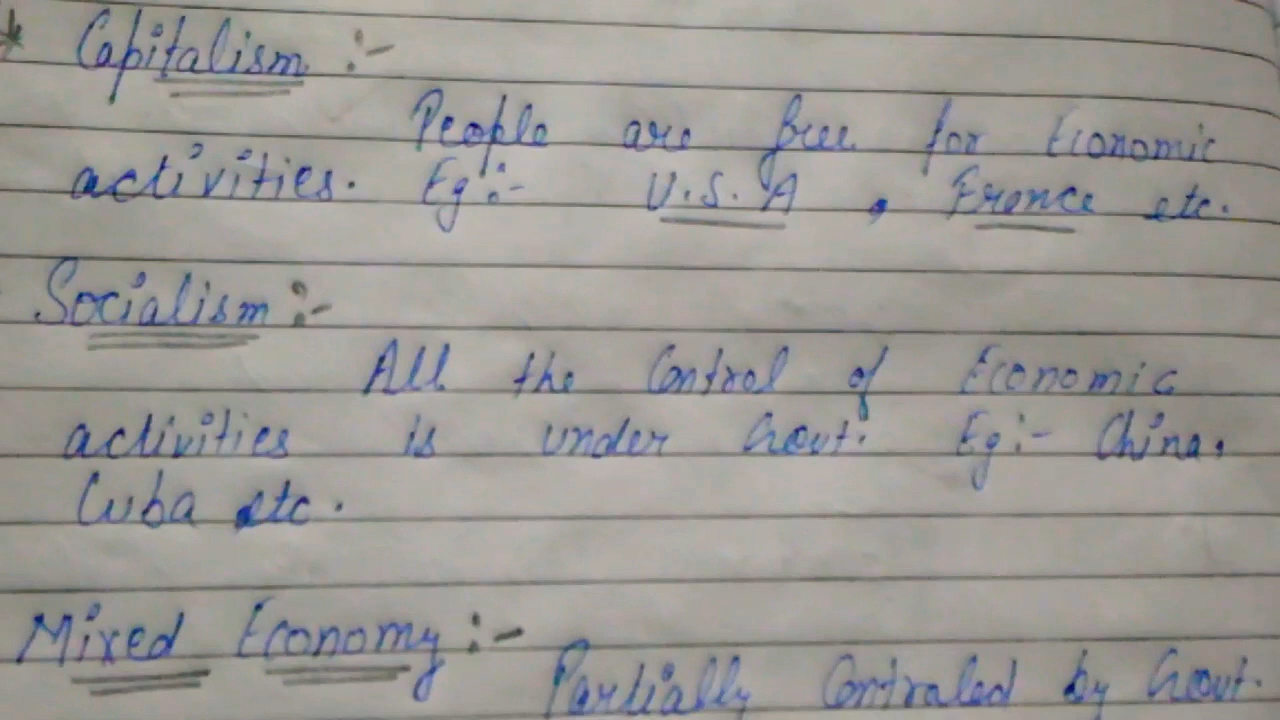 * Capitalism :-
People are free for Economic
activities. Eg:- U.S.A , France etc.
Socialism :-
All the Control of Economic
activities is under Govt. Eg:- China,
Cuba etc.
Mixed Economy :- Partially Contraled by Govt.